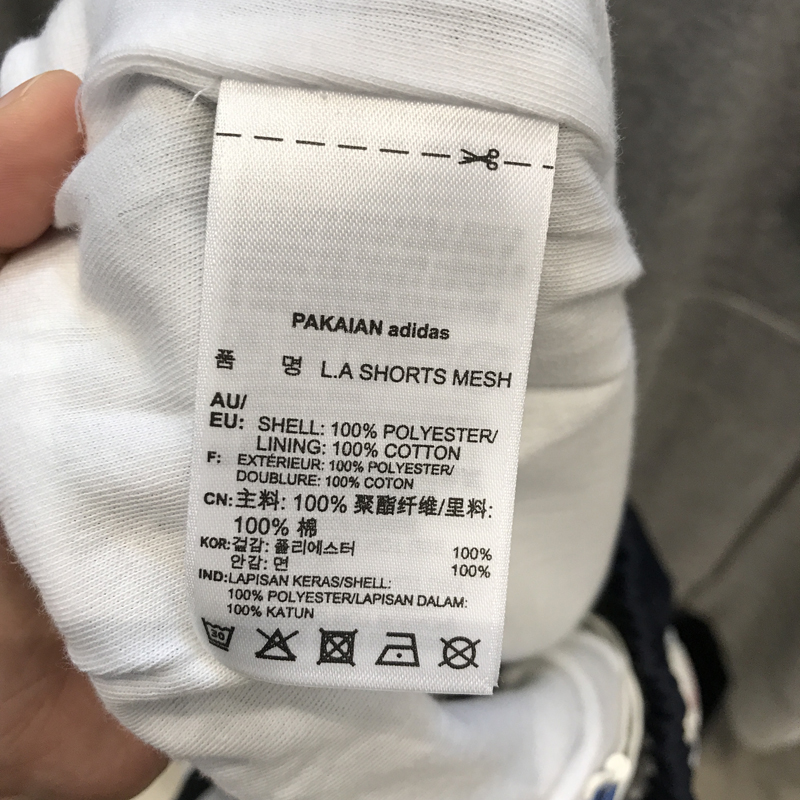 PAKAIAN adidas
품 명 L.A SHORTS MESH
AU/
EU: SHELL: 100% POLYESTER/
LINING: 100% COTTON
F: EXTÉRIEUR: 100% POLYESTER/
DOUBLURE: 100% COTON
CN:主料: 100% 聚酯纤维/里料:
100% 棉
KOR:겉감: 폴리에스터 100%
안감: 면 100%
IND:LAPISAN KERAS/SHELL:
100% POLYESTER/LAPISAN DALAM:
100% KATUN
30